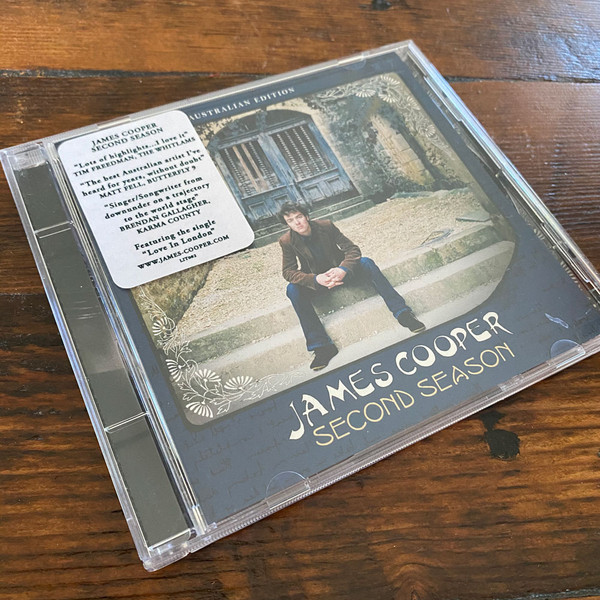 AUSTRALIAN EDITION
JAMES COOPER
SECOND SEASON
"Lots of highlights...I love it"
TIM FREEDMAN, THE WHITLAMS
"The best Australian artist I've
heard for years, without doubt"
MATT FELL, BUTTERFLY 9
"Singer/Songwriter from
downunder on a trajectory
to the world stage"
BRENDAN GALLAGHER,
KARMA COUNTY
Featuring the single
"Love In London"
WWW.JAMES-COOPER.COM
JAMES COOPER
SECOND SEASON